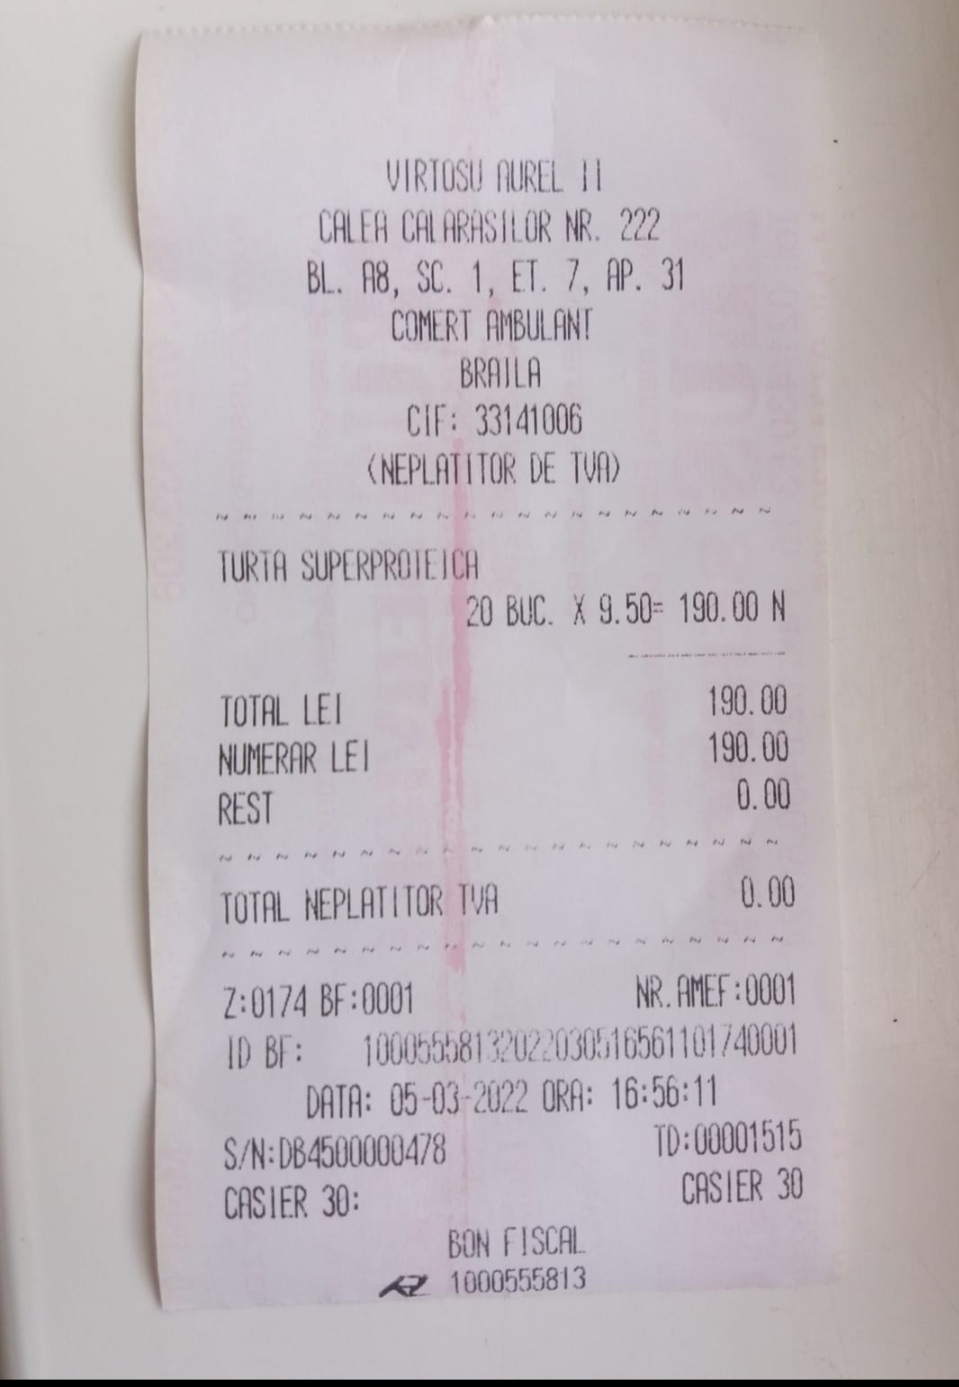 VIRTOSU AUREL II
CALEA CALARASILOR NR. 222
BL. A8, SC. 1, ET. 7, AP. 31
COMERT AMBULANT
BRAILA
CIF: 33141006
(NEPLATITOR DE TVA)
TURTA SUPERPROTEICA
20 BUC. X 9.50= 190.00 N
TOTAL LEI 190.00
NUMERAR LEI 190.00
REST 0.00
TOTAL NEPLATITOR TVA 0.00
Z:0174 BF:0001 NR.AMEF:0001
ID BF: 10005558132022030516561101740001
DATA: 05-03-2022 ORA: 16:56:11
S/N:DB4500000478 TD:00001515
CASIER 30: CASIER 30
BON FISCAL
1000555813